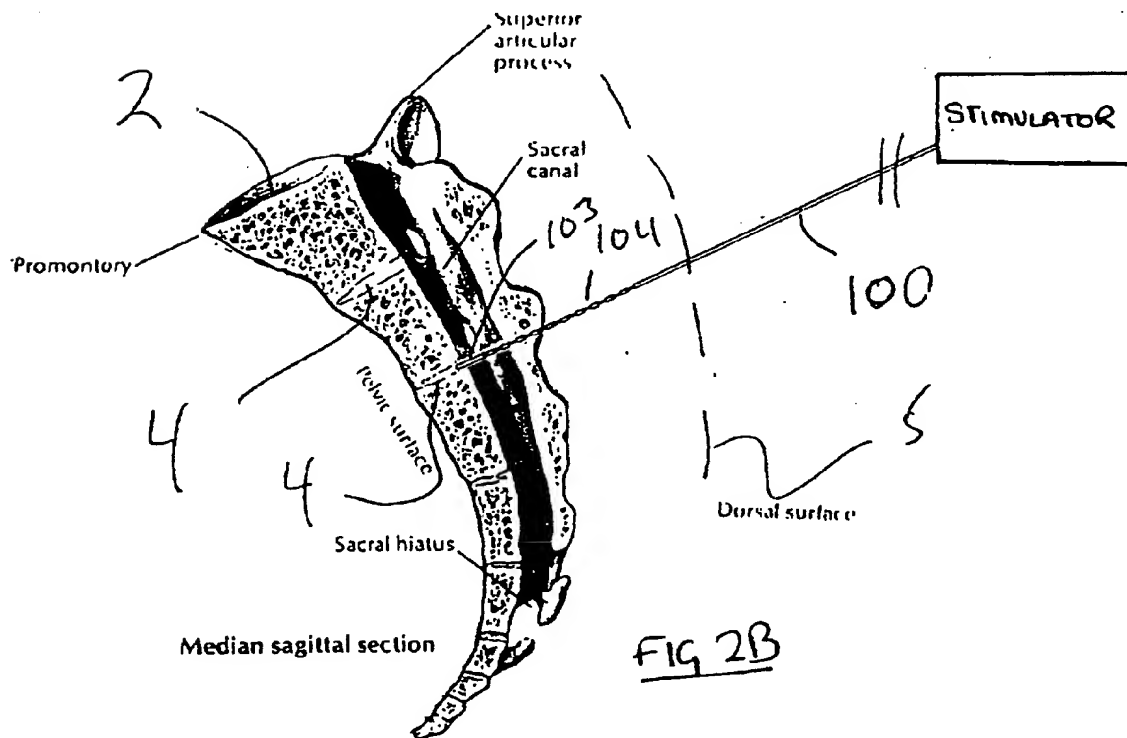 Superior
articular
process
2
STIMULATOR
Sacral
canal
103
104
Promontory
100
4
Pelvic surface
4
5
Dorsal surface
Sacral hiatus
Median sagittal section
FIG 2B